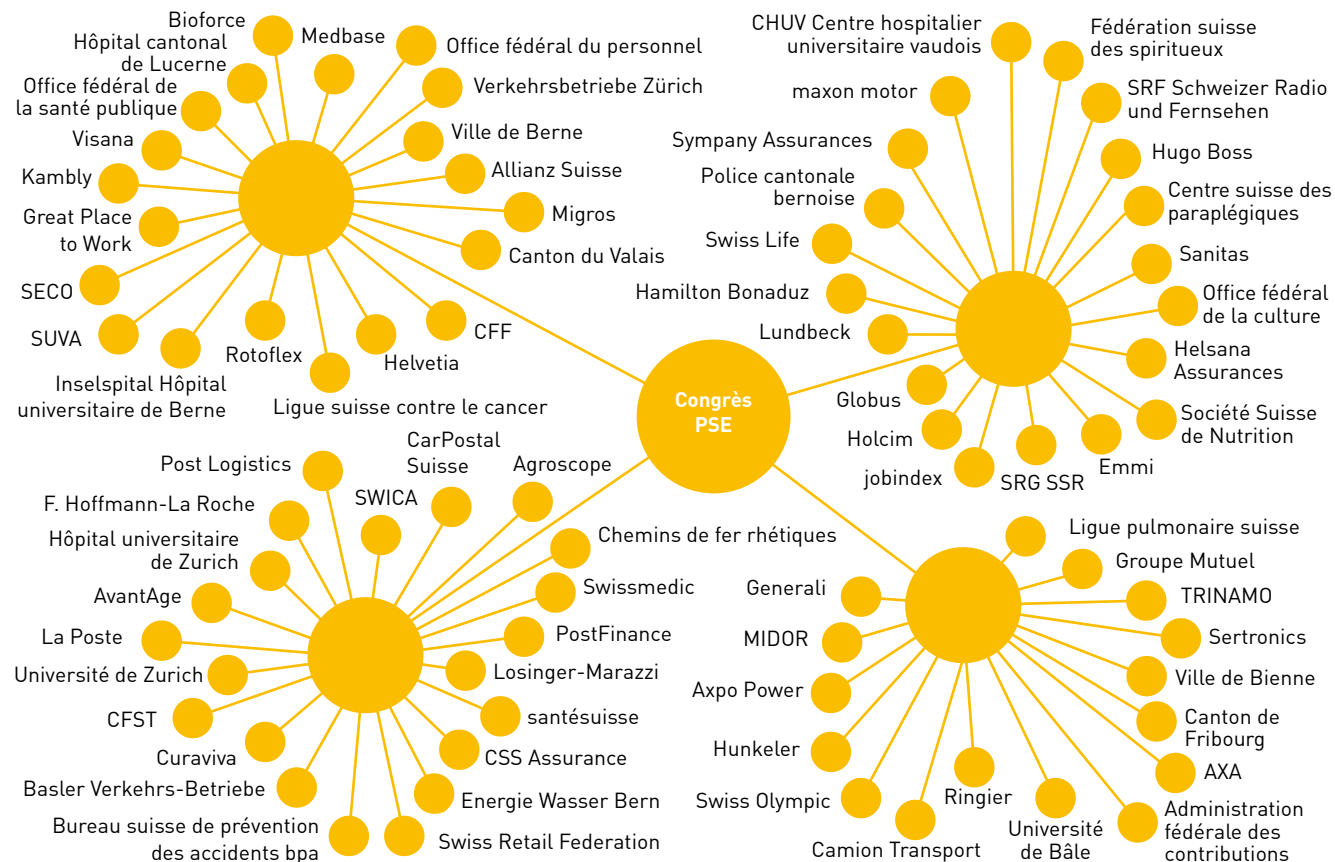 Bioforce
Hôpital cantonal
de Lucerne
Office fédéral de
la santé publique
Visana
Kambly
Great Place
to Work
SECO
SUVA
Inselspital Hôpital
universitaire de Berne
Rotoflex
Ligue suisse contre le cancer
Helvetia
CFF
Canton du Valais
Migros
Allianz Suisse
Ville de Berne
Verkehrsbetriebe Zürich
Office fédéral du personnel
Medbase
CHUV Centre hospitalier
universitaire vaudois
maxon motor
Sympany Assurances
Police cantonale
bernoise
Swiss Life
Hamilton Bonaduz
Lundbeck
Globus
Holcim
jobindex
SRG SSR
Emmi
Société Suisse
de Nutrition
Helsana
Assurances
Office fédéral
de la culture
Sanitas
Centre suisse des
paraplégiques
Hugo Boss
SRF Schweizer Radio
und Fernsehen
Fédération suisse
des spiritueux
Congrès
PSE
Post Logistics
F. Hoffmann-La Roche
Hôpital universitaire
de Zurich
AvantAge
La Poste
Université de Zurich
CFST
Curaviva
Basler Verkehrs-Betriebe
Bureau suisse de prévention
des accidents bpa
Swiss Retail Federation
Energie Wasser Bern
CSS Assurance
santésuisse
Losinger-Marazzi
PostFinance
Swissmedic
Chemins de fer rhétiques
Agroscope
CarPostal
Suisse
SWICA
Generali
MIDOR
Axpo Power
Hunkeler
Swiss Olympic
Camion Transport
Ringier
Université
de Bâle
Administration
fédérale des
contributions
AXA
Canton de
Fribourg
Ville de Bienne
Sertronics
TRINAMO
Groupe Mutuel
Ligue pulmonaire suisse